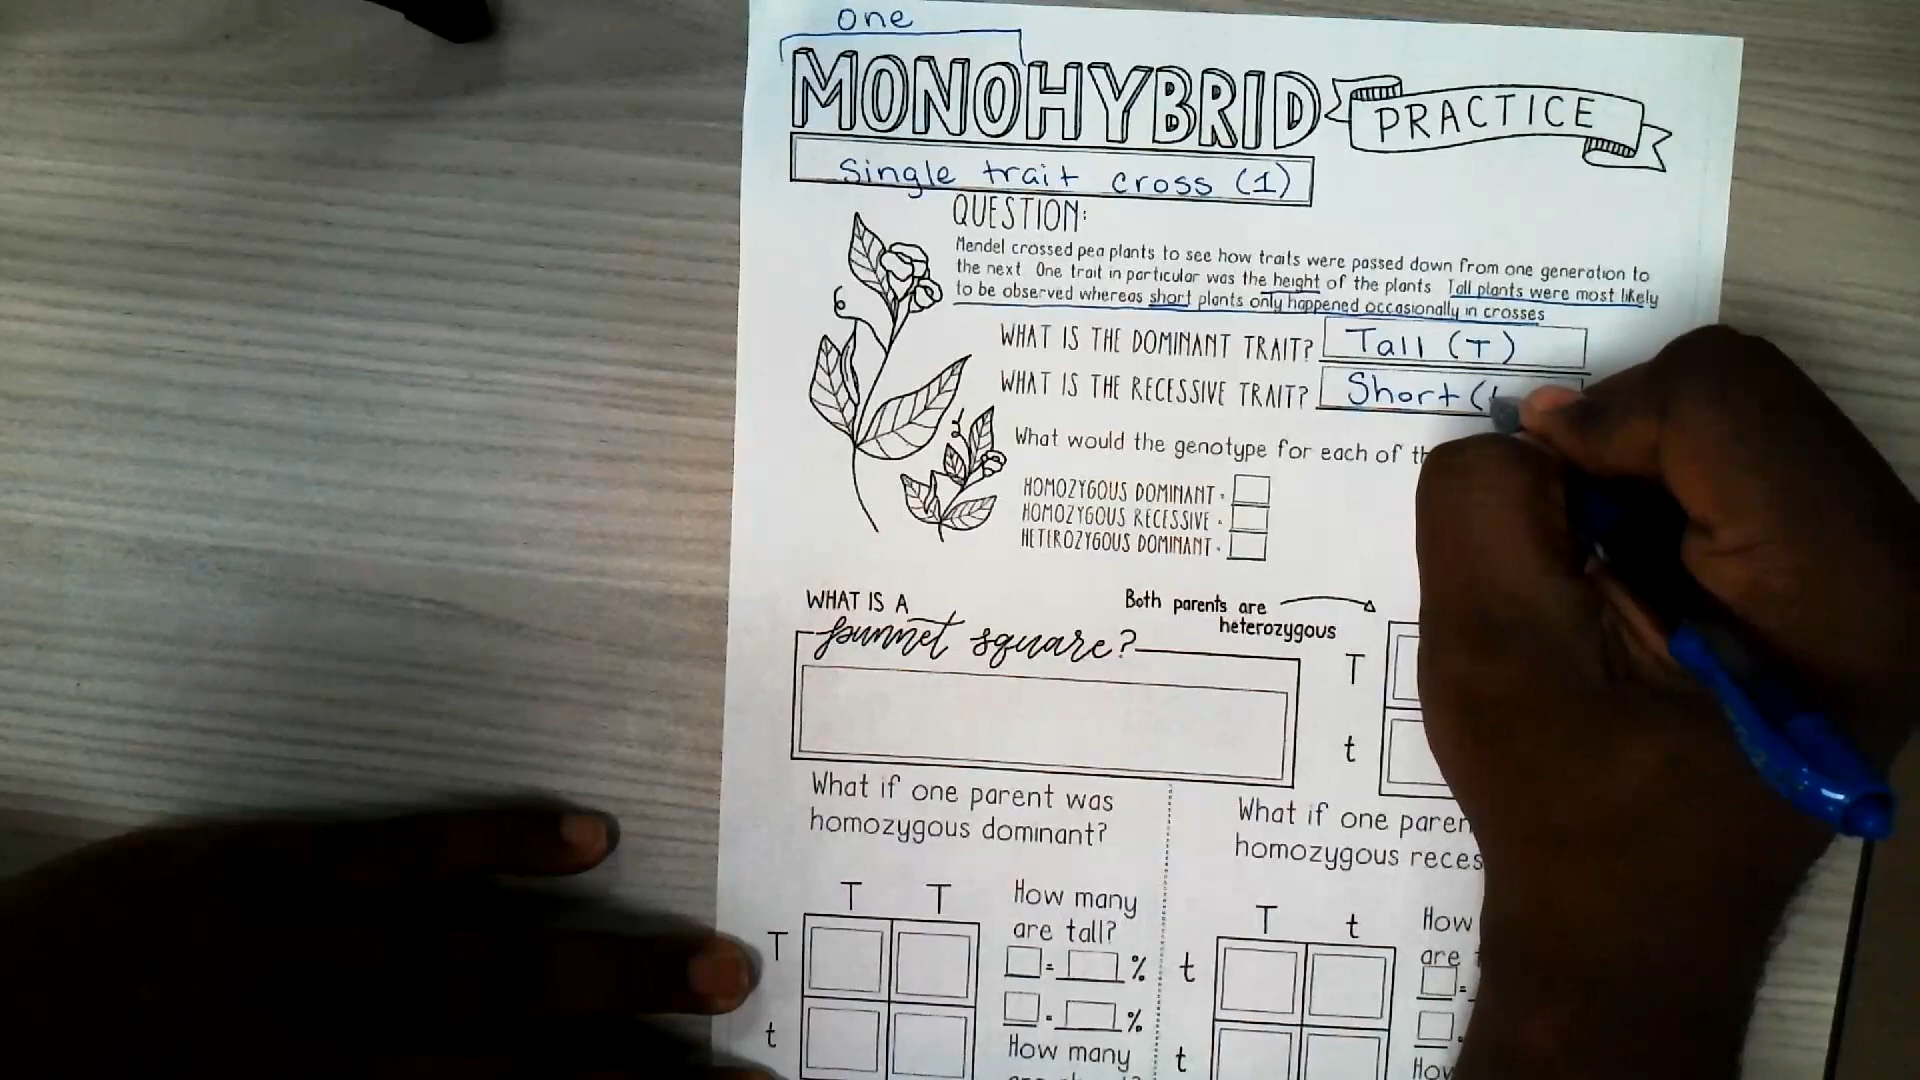 one
MONOHYBRID PRACTICE
Single trait cross (1)
QUESTION:
Mendel crossed pea plants to see how traits were passed down from one generation to
the next. One trait in particular was the height of the plants. Tall plants were most likely
to be observed whereas short plants only happened occasionally in crosses
WHAT IS THE DOMINANT TRAIT? Tall (T)
WHAT IS THE RECESSIVE TRAIT? Short (
What would the genotype for each of
HOMOZYGOUS DOMINANT =
HOMOZYGOUS RECESSIVE =
HETEROZYGOUS DOMINANT =
WHAT IS A
punnet square?
Both parents are
heterozygous
T
t
What if one parent was
homozygous dominant?
T T
T
t
How many
are tall?
= %
= %
How many
What if one paren
homozygous reces
T t
t
t
How
are
=
How